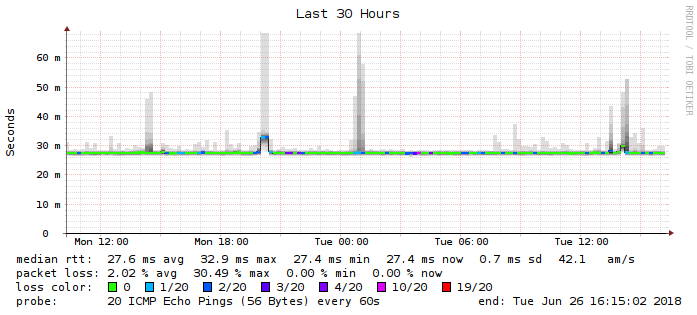 Last 30 Hours
RRDTOOL / TOBI OETIKER
Seconds
60 m
50 m
40 m
30 m
20 m
10 m
0
Mon 12:00 Mon 18:00 Tue 00:00 Tue 06:00 Tue 12:00
median rtt: 27.6 ms avg 32.9 ms max 27.4 ms min 27.4 ms now 0.7 ms sd 42.1 am/s
packet loss: 2.02 % avg 30.49 % max 0.00 % min 0.00 % now
loss color: 0 1/20 2/20 3/20 4/20 10/20 19/20
probe: 20 ICMP Echo Pings (56 Bytes) every 60s end: Tue Jun 26 16:15:02 2018